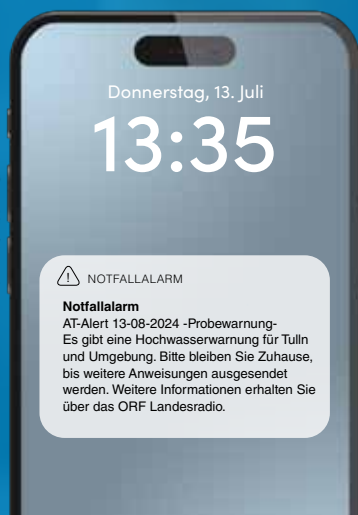 Donnerstag, 13. Juli
13:35
NOTFALLALARM
Notfallalarm
AT-Alert 13-08-2024 -Probewarnung-
Es gibt eine Hochwasserwarnung für Tulln
und Umgebung. Bitte bleiben Sie Zuhause,
bis weitere Anweisungen ausgesendet
werden. Weitere Informationen erhalten Sie
über das ORF Landesradio.